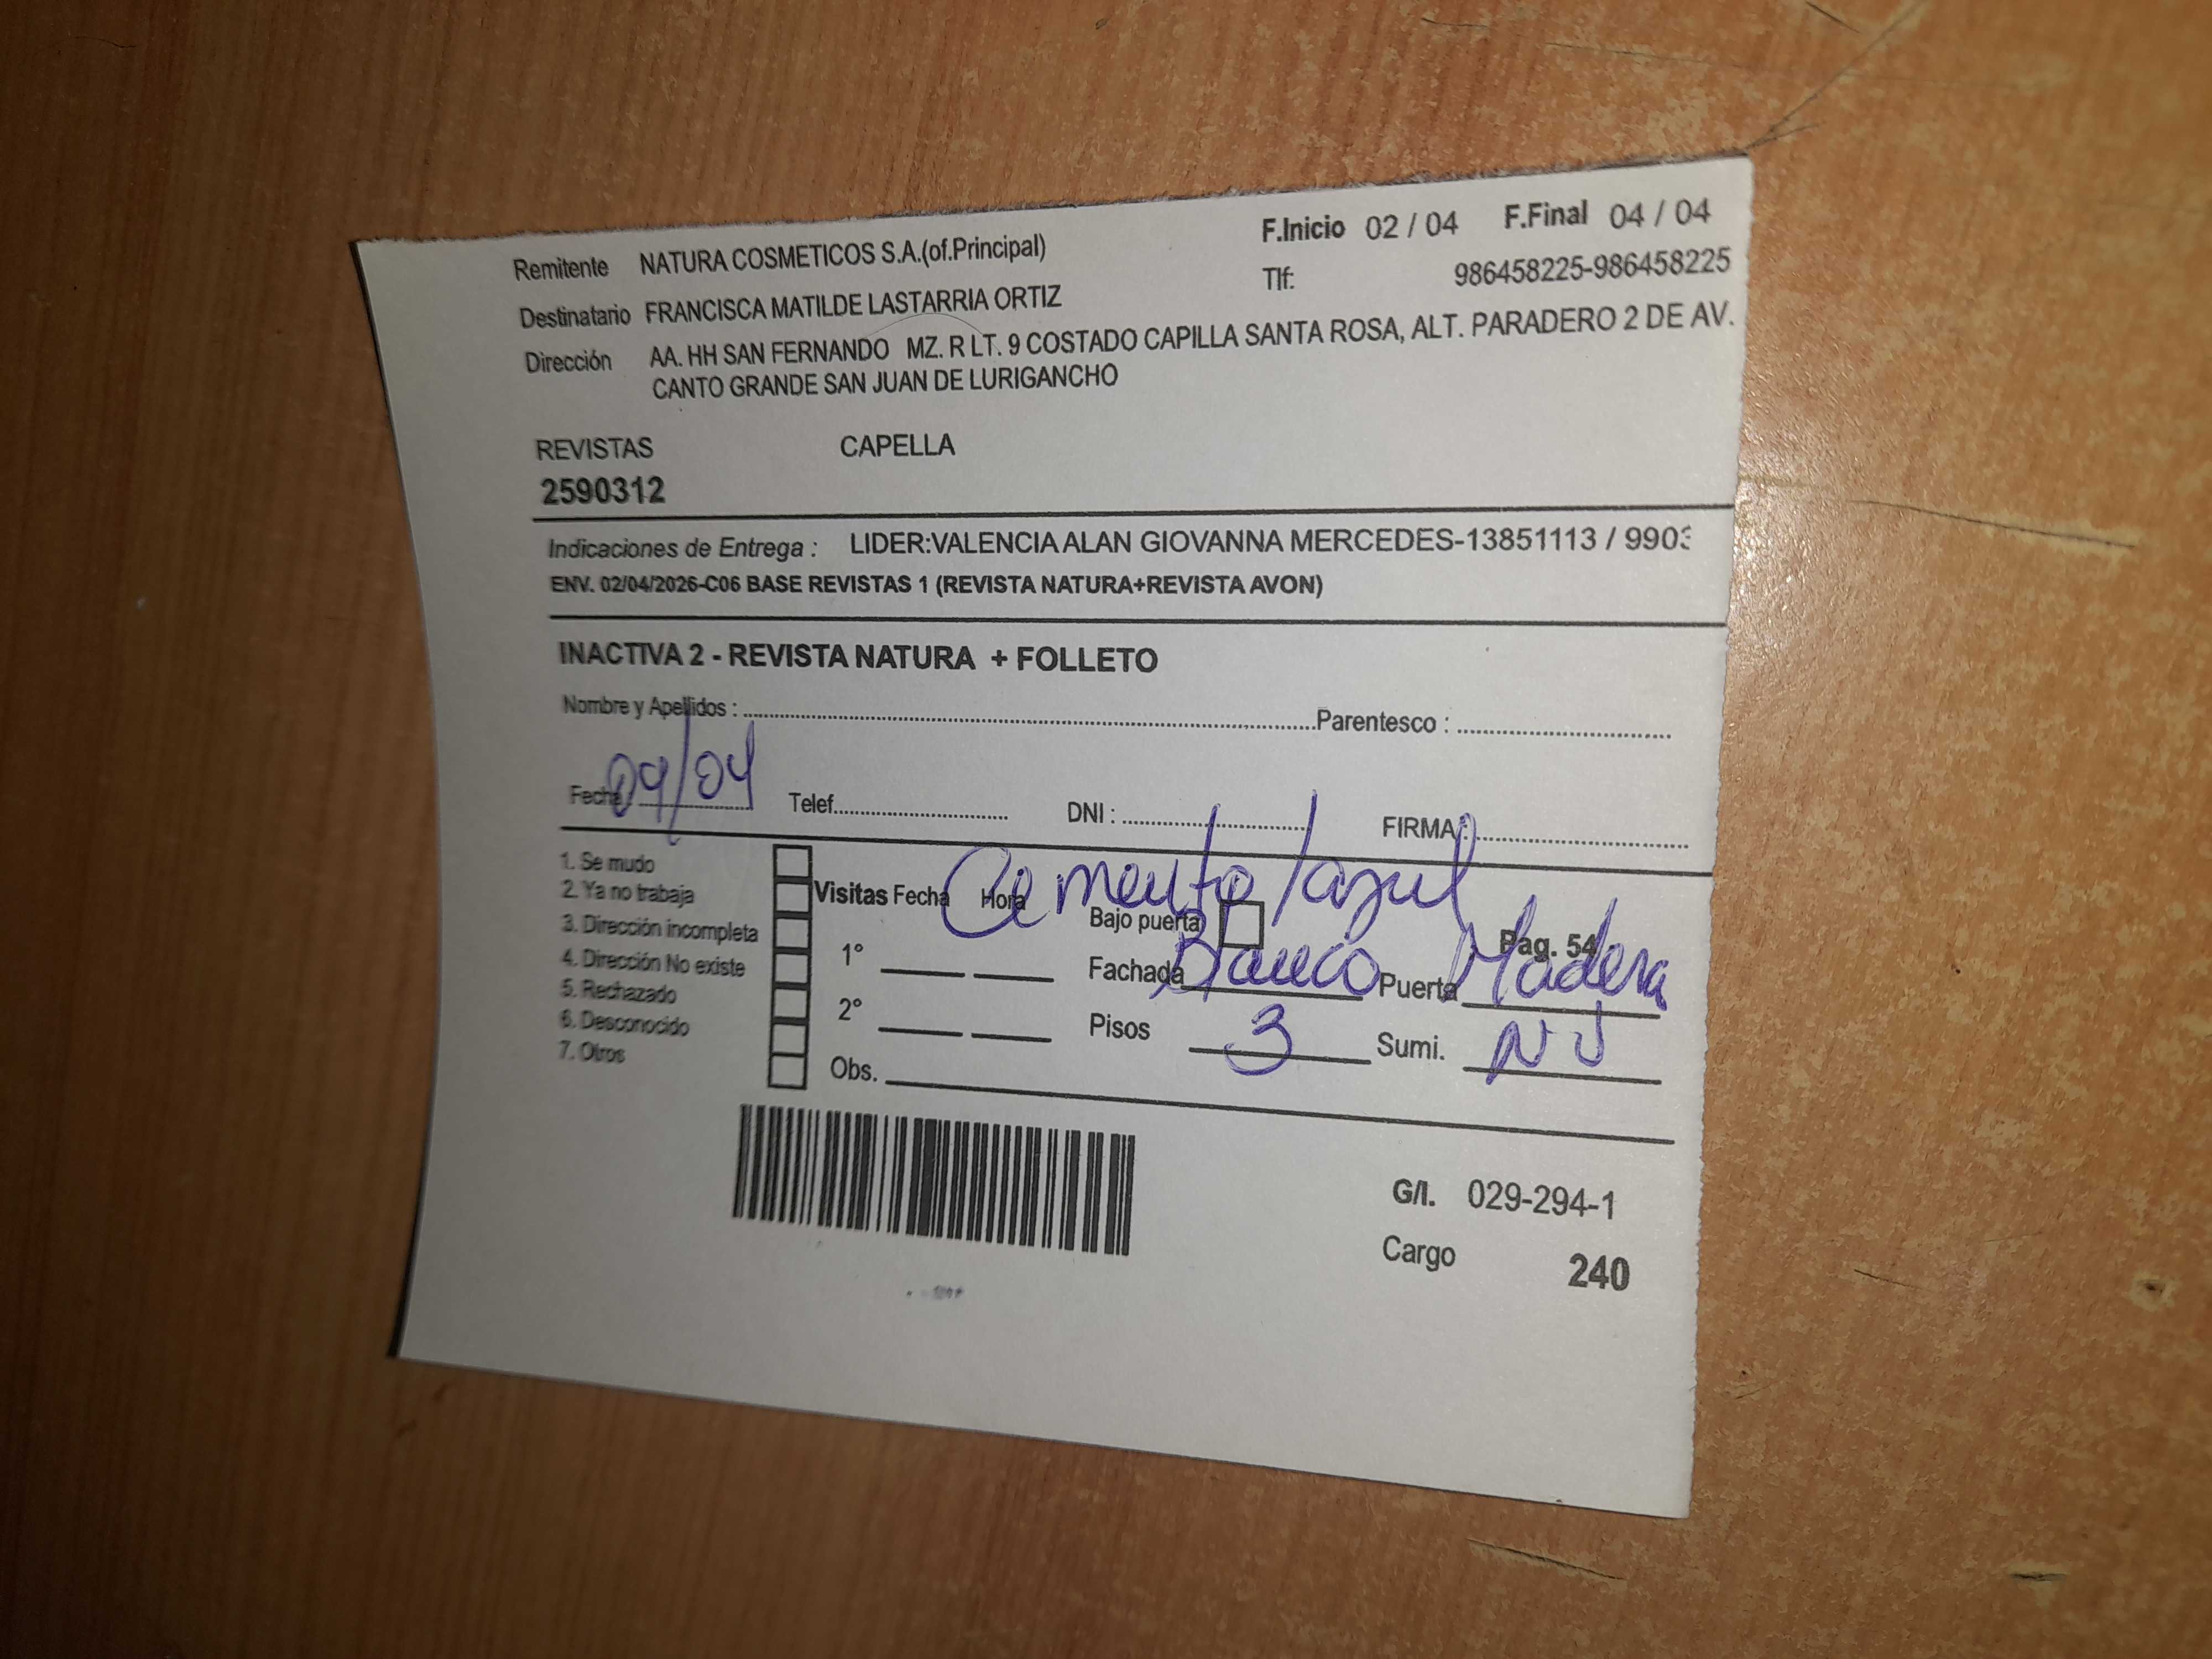 Remitente NATURA COSMETICOS S.A.(of.Principal) F.Inicio 02 / 04 F.Final 04 / 04
Destinatario FRANCISCA MATILDE LASTARRIA ORTIZ Tlf: 986458225-986458225
Dirección AA. HH SAN FERNANDO MZ. R LT. 9 COSTADO CAPILLA SANTA ROSA, ALT. PARADERO 2 DE AV.
CANTO GRANDE SAN JUAN DE LURIGANCHO
REVISTAS CAPELLA
2590312
Indicaciones de Entrega : LIDER:VALENCIA ALAN GIOVANNA MERCEDES-13851113 / 9903
ENV. 02/04/2026-C06 BASE REVISTAS 1 (REVISTA NATURA+REVISTA AVON)
INACTIVA 2 - REVISTA NATURA + FOLLETO
Nombre y Apellidos : Parentesco :
Fecha 04/04 Telef. DNI : FIRMA :
1. Se mudo
2. Ya no trabaja
3. Dirección incompleta
4. Dirección No existe
5. Rechazado
6. Desconocido
7. Otros
Visitas Fecha Hora
1°
2°
Obs.
Cemento/azul
Bajo puerta Pag. 54
Fachada Blanco Puerta Madera
Pisos 3 Sumi.
G/I. 029-294-1
Cargo 240